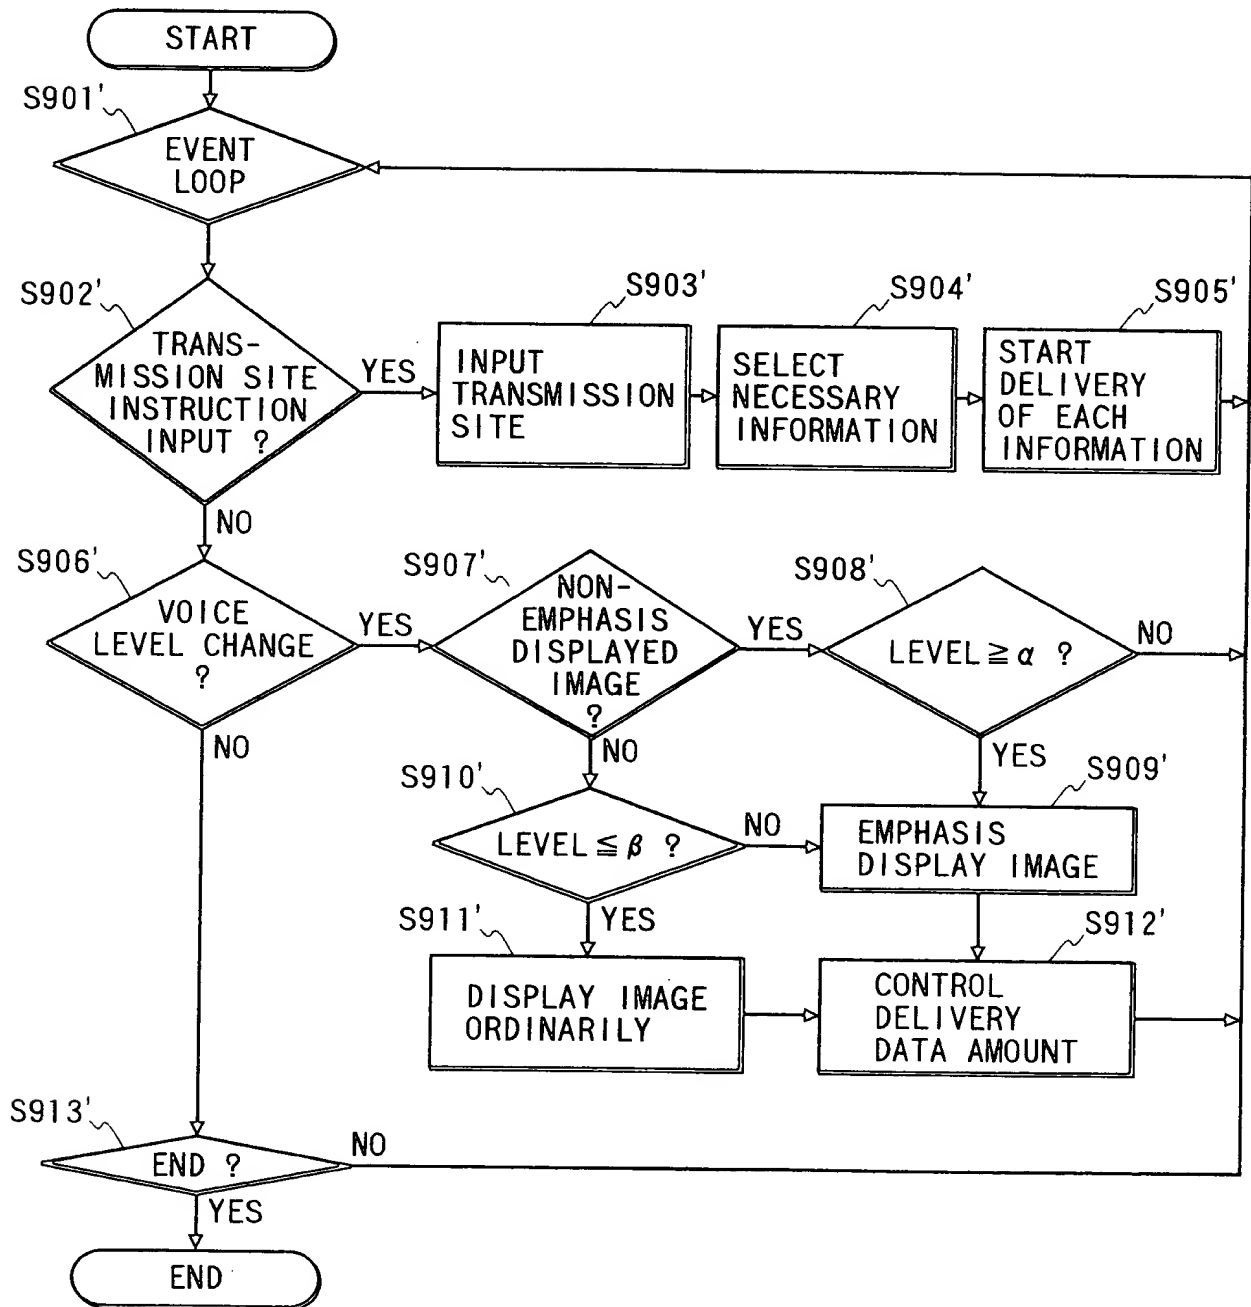 START
S901'
EVENT
LOOP
S902'
TRANS-
MISSION SITE
INSTRUCTION
INPUT ?
YES
S903'
INPUT
TRANSMISSION
SITE
S904'
SELECT
NECESSARY
INFORMATION
S905'
START
DELIVERY
OF EACH
INFORMATION
NO
S906'
VOICE
LEVEL CHANGE
?
YES
S907'
NON-
EMPHASIS
DISPLAYED
IMAGE
?
YES
S908'
LEVEL≧α ?
NO
NO
NO
YES
S910'
LEVEL≦β ?
NO
S909'
EMPHASIS
DISPLAY IMAGE
YES
S911'
DISPLAY IMAGE
ORDINARILY
S912'
CONTROL
DELIVERY
DATA AMOUNT
S913'
END ?
NO
YES
END